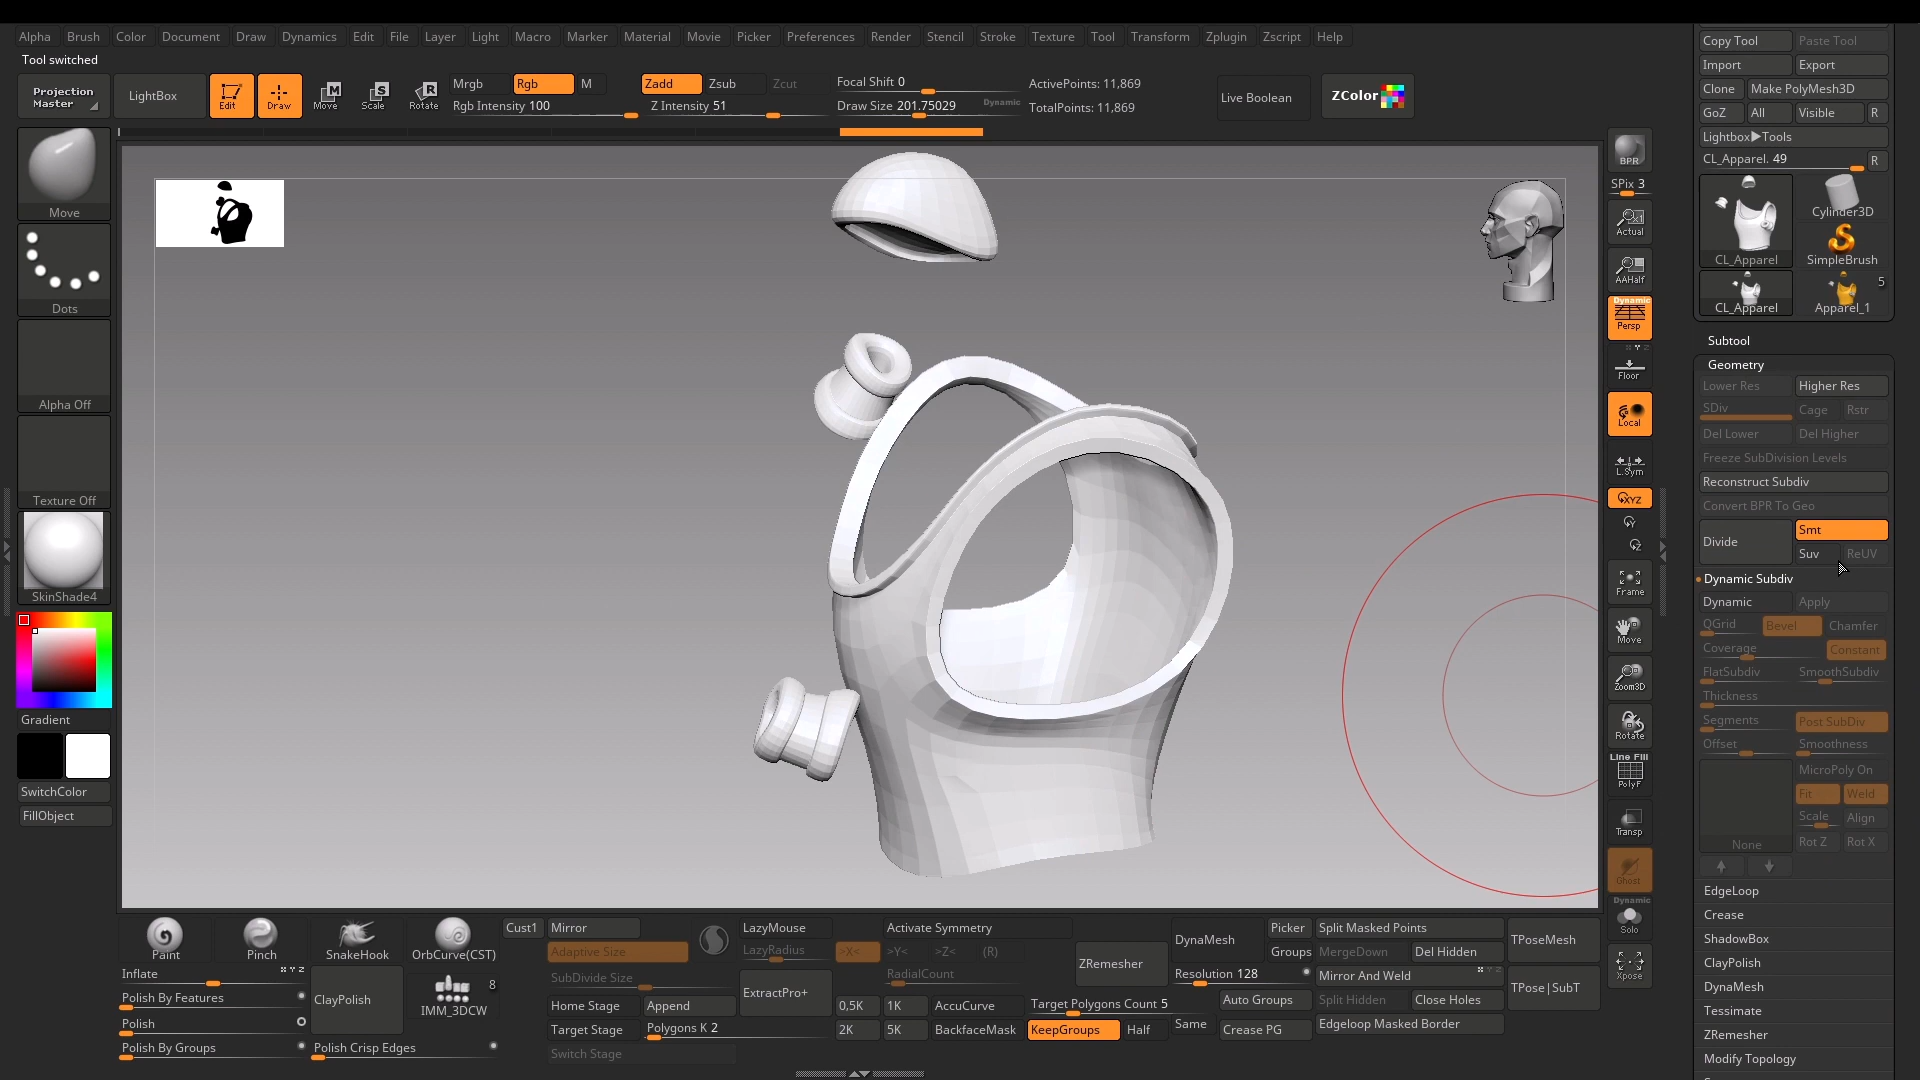 Alpha Brush Color Document Draw Dynamics Edit File Layer Light Macro Marker Material Movie Picker Preferences Render Stencil Stroke Texture Tool Transform Zplugin Zscript Help
Tool switched
Projection Master
LightBox
Edit
Draw
Move
Scale
Rotate
Mrgb Rgb M
Rgb Intensity 100
Zadd Zsub Zcut
Z Intensity 51
Focal Shift 0
Draw Size 201.75029
Dynamic
ActivePoints: 11,869
TotalPoints: 11,869
Live Boolean
ZColor
Move
Dots
Alpha Off
Texture Off
SkinShade4
Gradient
SwitchColor
FillObject
BPR
SPix 3
Actual
AAHalf
Dynamic
Persp
Floor
Local
L.Sym
XYZ
Y
Z
Frame
Move
Zoom3D
Rotate
Line Fill
PolyF
Transp
Ghost
Dynamic
Solo
Xpose
Copy Tool Paste Tool
Import Export
Clone Make PolyMesh3D
GoZ All Visible R
Lightbox▶Tools
CL_Apparel. 49 R
CL_Apparel
Cylinder3D
SimpleBrush
CL_Apparel
5
Apparel_1
Subtool
Geometry
Lower Res Higher Res
SDiv Cage Rstr
Del Lower Del Higher
Freeze SubDivision Levels
Reconstruct Subdiv
Convert BPR To Geo
Divide Smt
Suv ReUV
Dynamic Subdiv
Dynamic Apply
QGrid Bevel Chamfer
Coverage Constant
FlatSubdiv SmoothSubdiv
Thickness
Segments Post SubDiv
Offset Smoothness
MicroPoly On
Fit Weld
Scale Align
None Rot Z Rot X
EdgeLoop
Crease
ShadowBox
ClayPolish
DynaMesh
Tessimate
ZRemesher
Modify Topology
Paint
Pinch
SnakeHook
OrbCurve(CST)
Inflate
Polish By Features
Polish
Polish By Groups
ClayPolish
8
IMM_3DCW
Polish Crisp Edges
Cust1 Mirror
Adaptive Size
SubDivide Size
Home Stage Append
Target Stage Polygons K 2
Switch Stage
LazyMouse
LazyRadius
ExtractPro+
Activate Symmetry
>X< >Y< >Z< (R)
RadialCount
0,5K 1K AccuCurve
2K 5K BackfaceMask
ZRemesher
Target Polygons Count 5
KeepGroups Half Same
DynaMesh
Resolution 128
Auto Groups
Crease PG
Picker Split Masked Points
Groups MergeDown Del Hidden
Mirror And Weld
Split Hidden Close Holes
Edgeloop Masked Border
TPoseMesh
TPose|SubT